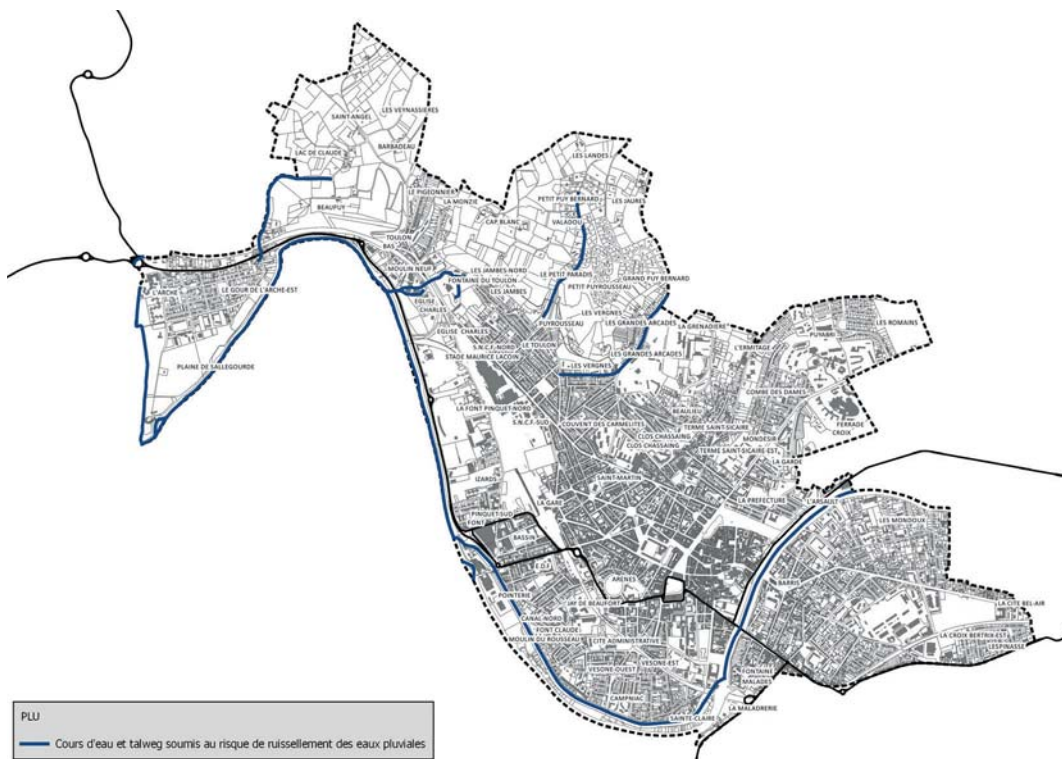 LES VEYNASSIERES
SAINT-ANGEL
BARBADEAU
LAC DE CLAUDE
LES LANDES
LE PIGEONNIER
PETIT PUY BERNARD
LES JAURES
LA MONZIE
BEAUPUY
CAP BLANC
VALADOU
TOULON
BAS
MOULIN NEUF
LES JAMBES-NORD
LE PETIT PARADIS
GRAND PUY BERNARD
FONTAINE DU TOULON
PETIT PUYROUSSEAU
L'ARCHE
LE GOUR DE L'ARCHE-EST
LES JAMBES
EGLISE
CHARLES
LES VERGNES
PUYROUSSEAU
LES GRANDES ARCADES
LA GRENADIERE
LES ROMAINS
EGLISE CHARLES
PUYABRI
S.N.C.F.-NORD
LE TOULON
L'ERMITAGE
STADE MAURICE LACOIN
LES GRANDES ARCADES
PLAINE DE SALLEGOURDE
LES VERGNES
COMBE DES DAMES
LA FONT PINQUET-NORD
BEAULIEU
S.N.C.F.-SUD
COUVENT DES CARMELITES
TERME SAINT-SICAIRE
FERRADE
CROIX
CLOS CHASSAING
MONDESIR
CLOS CHASSAING
TERME SAINT-SICAIRE-EST
LA GARDE
IZARDS
SAINT-MARTIN
LA GARE
LA PREFECTURE
L'ARSAULT
PINQUET-SUD
FONT
LES MONDOUX
BASSIN
E.D.F.
ARENES
BARRIS
POINTERIE
JAY DE BEAUFORT
LA CITE BEL-AIR
CANAL-NORD
FONT CLAUDE
MOULIN DU ROUSSEAU
CITE ADMINISTRATIVE
LA CROIX BERTRIX-EST
LESPINASSE
VESONE-OUEST
VESONE-EST
FONTAINE
MALADES
CAMPNIAC
LA MALADRERIE
SAINTE-CLAIRE
PLU
Cours d'eau et talweg soumis au risque de ruissellement des eaux pluviales